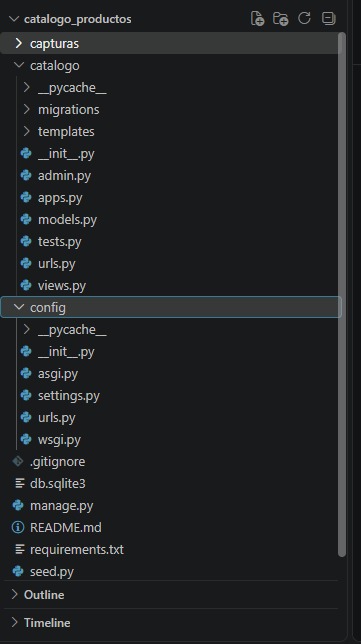 catalogo_productos
capturas
catalogo
__pycache__
migrations
templates
__init__.py
admin.py
apps.py
models.py
tests.py
urls.py
views.py
config
__pycache__
__init__.py
asgi.py
settings.py
urls.py
wsgi.py
.gitignore
db.sqlite3
manage.py
README.md
requirements.txt
seed.py
Outline
Timeline